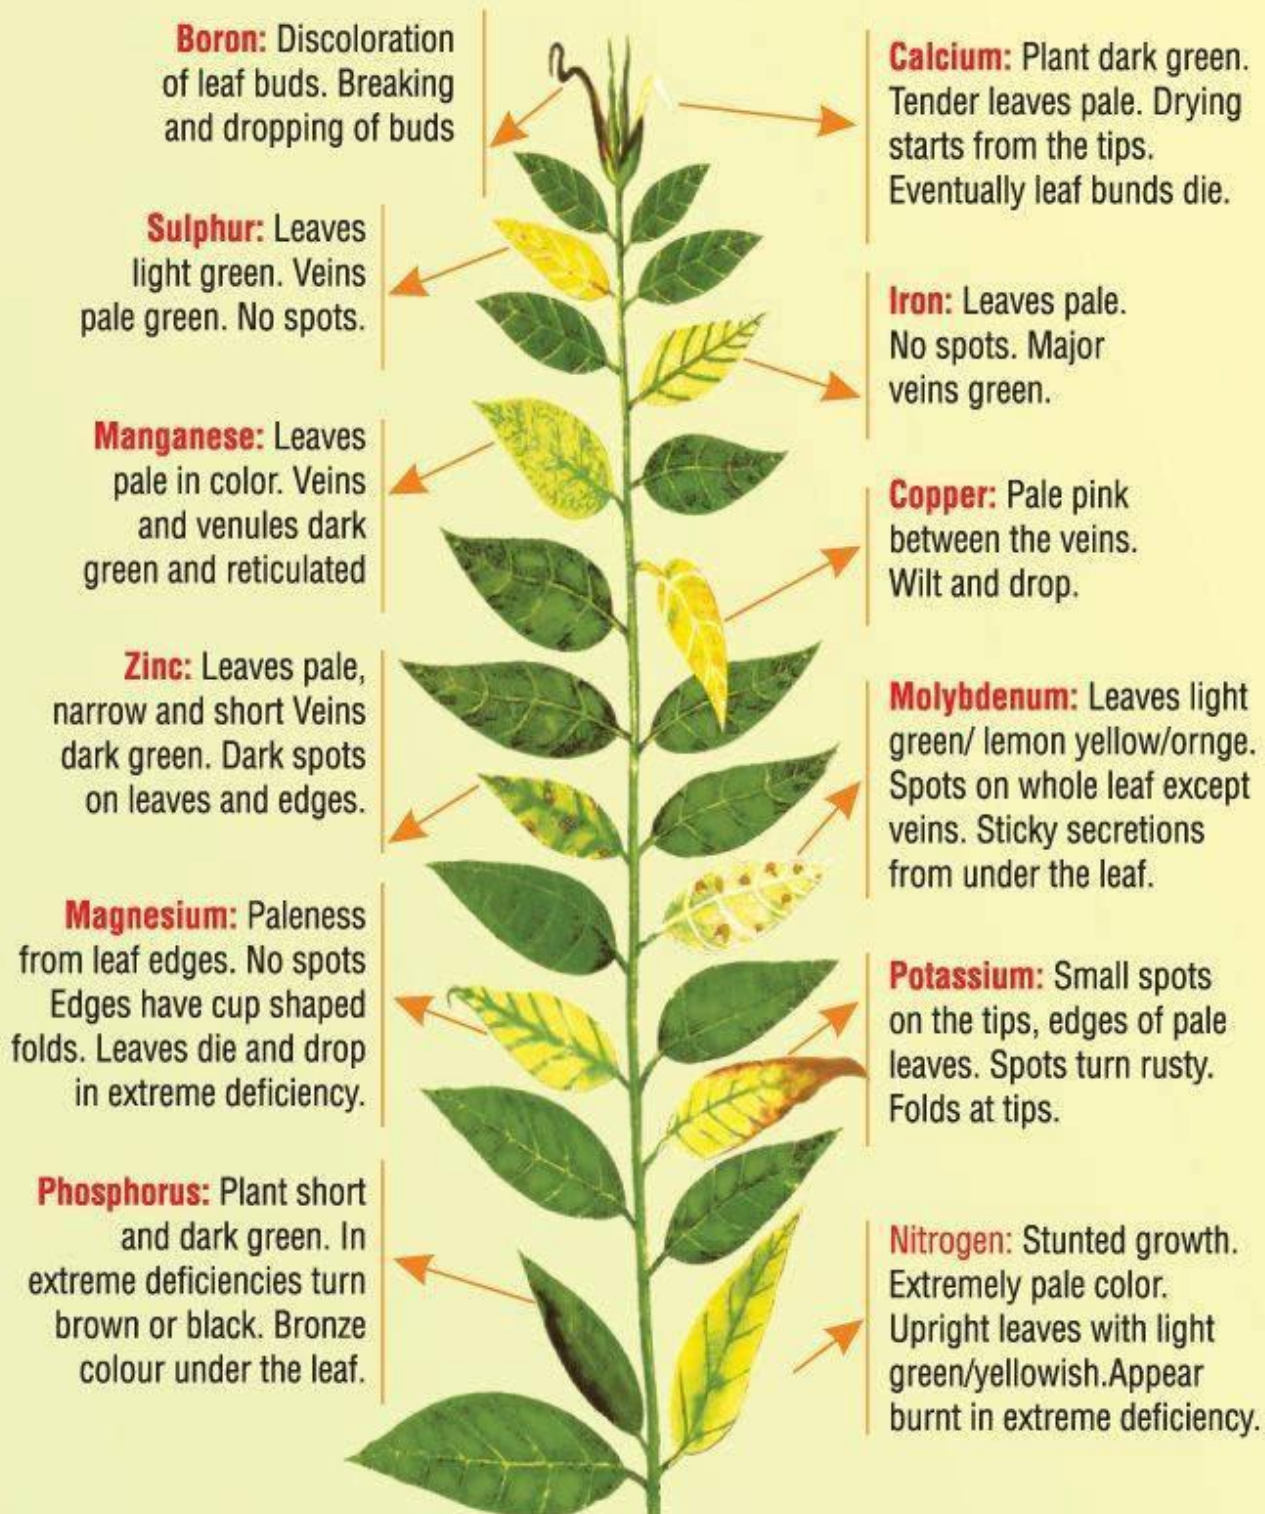 Boron: Discoloration
of leaf buds. Breaking
and dropping of buds
Sulphur: Leaves
light green. Veins
pale green. No spots.
Manganese: Leaves
pale in color. Veins
and venules dark
green and reticulated
Zinc: Leaves pale,
narrow and short Veins
dark green. Dark spots
on leaves and edges.
Magnesium: Paleness
from leaf edges. No spots
Edges have cup shaped
folds. Leaves die and drop
in extreme deficiency.
Phosphorus: Plant short
and dark green. In
extreme deficiencies turn
brown or black. Bronze
colour under the leaf.
Calcium: Plant dark green.
Tender leaves pale. Drying
starts from the tips.
Eventually leaf bunds die.
Iron: Leaves pale.
No spots. Major
veins green.
Copper: Pale pink
between the veins.
Wilt and drop.
Molybdenum: Leaves light
green/ lemon yellow/ornge.
Spots on whole leaf except
veins. Sticky secretions
from under the leaf.
Potassium: Small spots
on the tips, edges of pale
leaves. Spots turn rusty.
Folds at tips.
Nitrogen: Stunted growth.
Extremely pale color.
Upright leaves with light
green/yellowish.Appear
burnt in extreme deficiency.